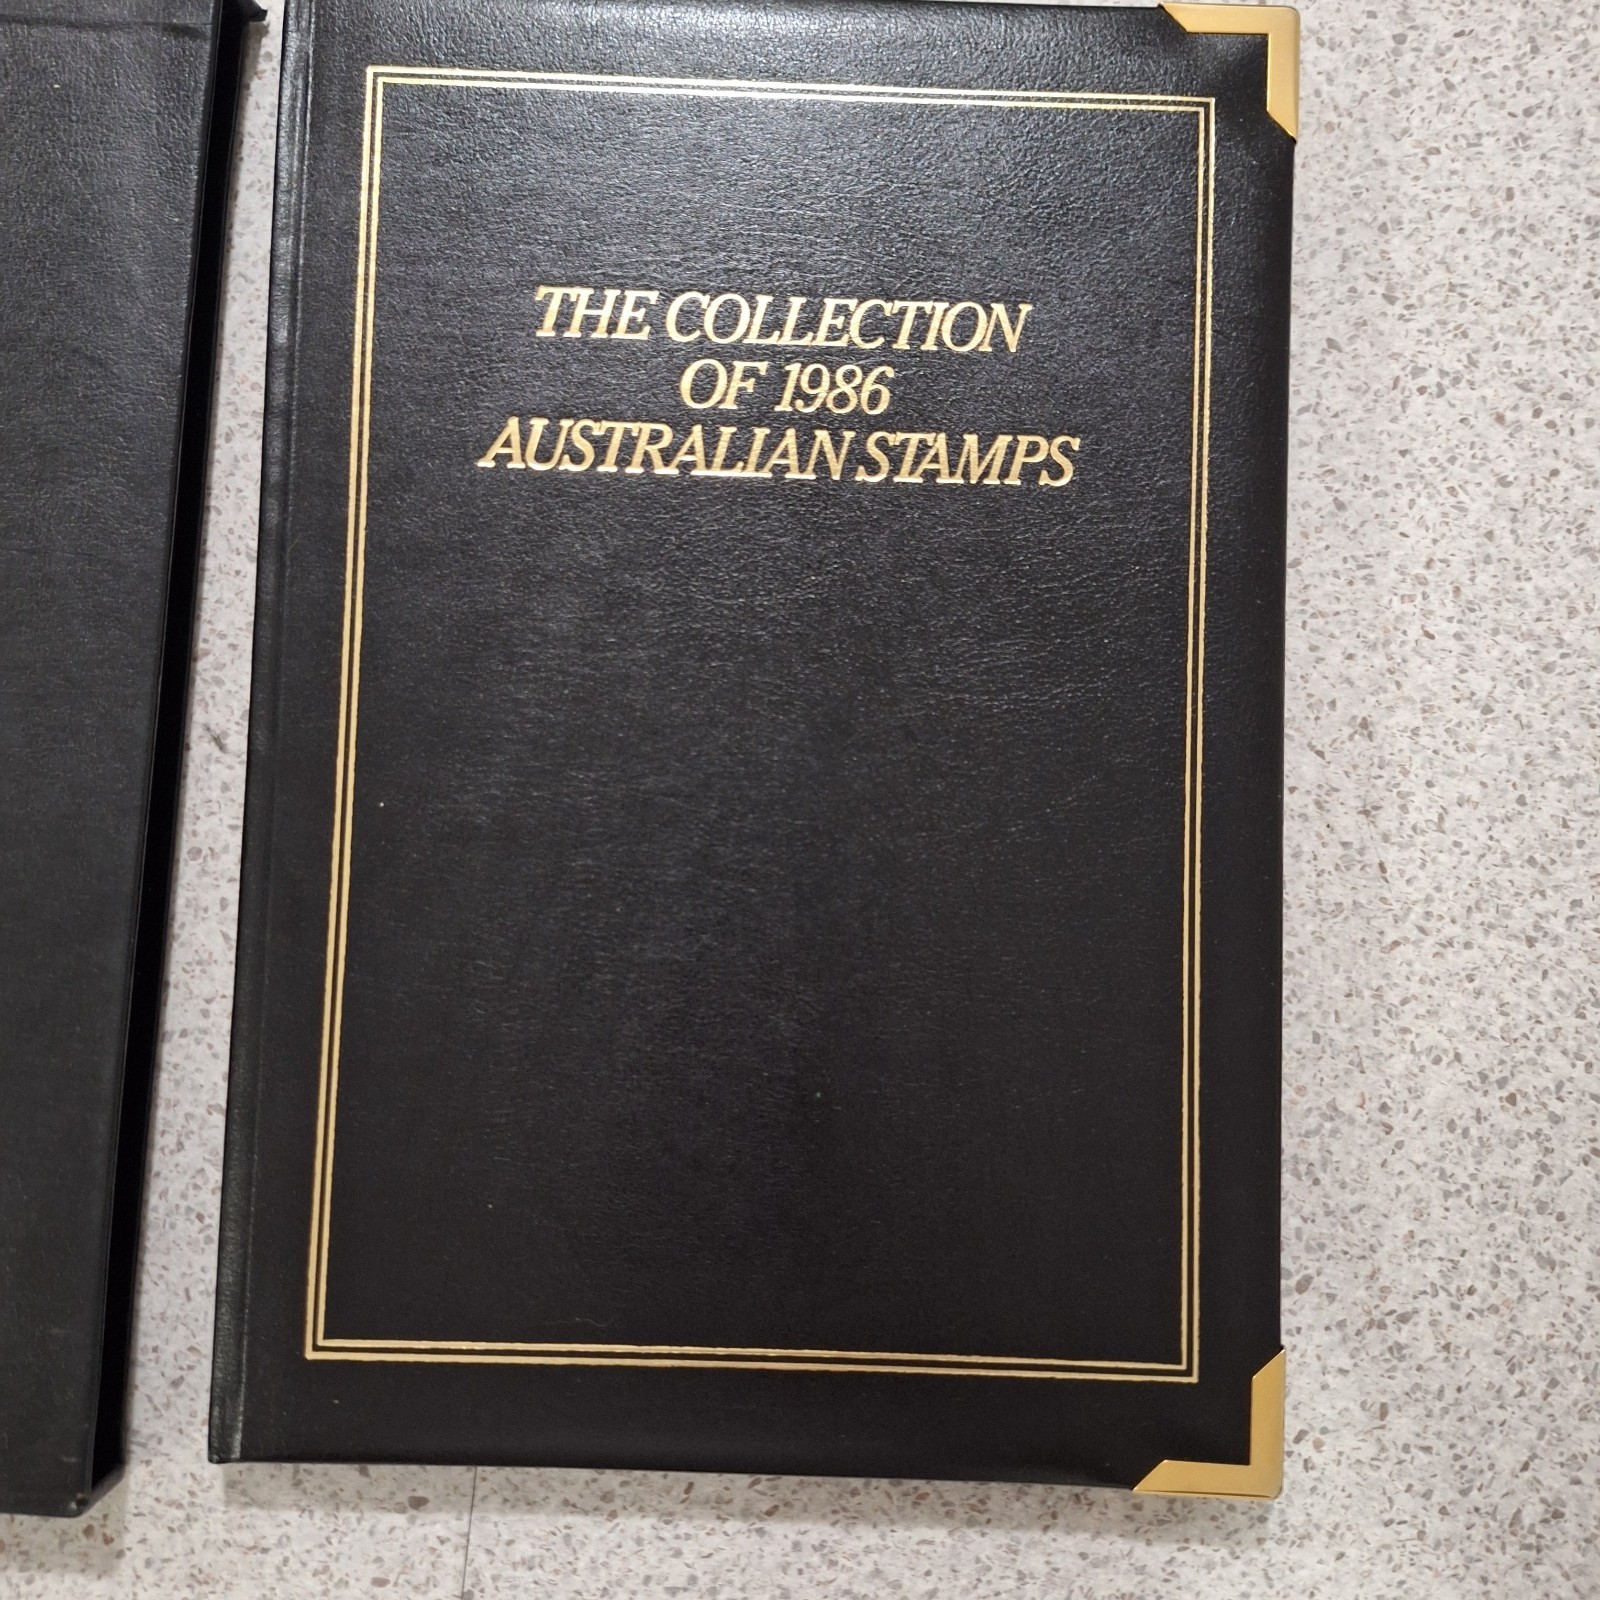 THE COLLECTION
OF 1986
AUSTRALIAN STAMPS